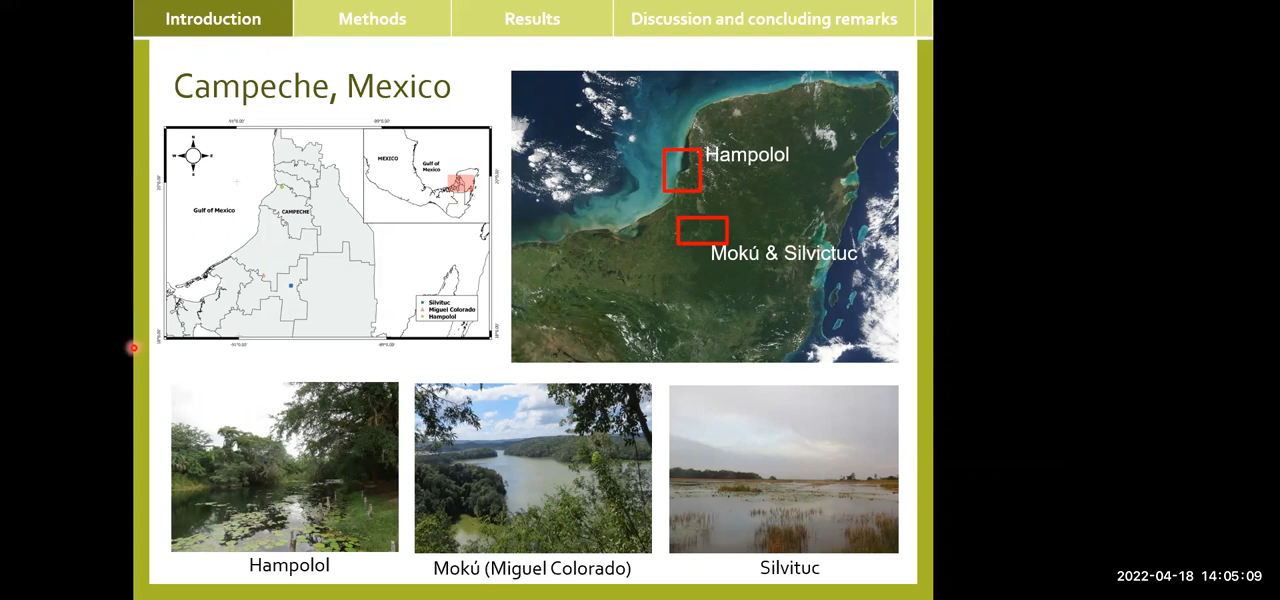 Introduction
Methods
Results
Discussion and concluding remarks
Campeche, Mexico
N
W
E
S
MEXICO
Gulf of
Mexico
Gulf of Mexico
CAMPECHE
Silvituc
Miguel Colorado
Hampolol
Hampolol
Mokú & Silvictuc
Hampolol
Mokú (Miguel Colorado)
Silvituc
2022-04-18 14:05:09